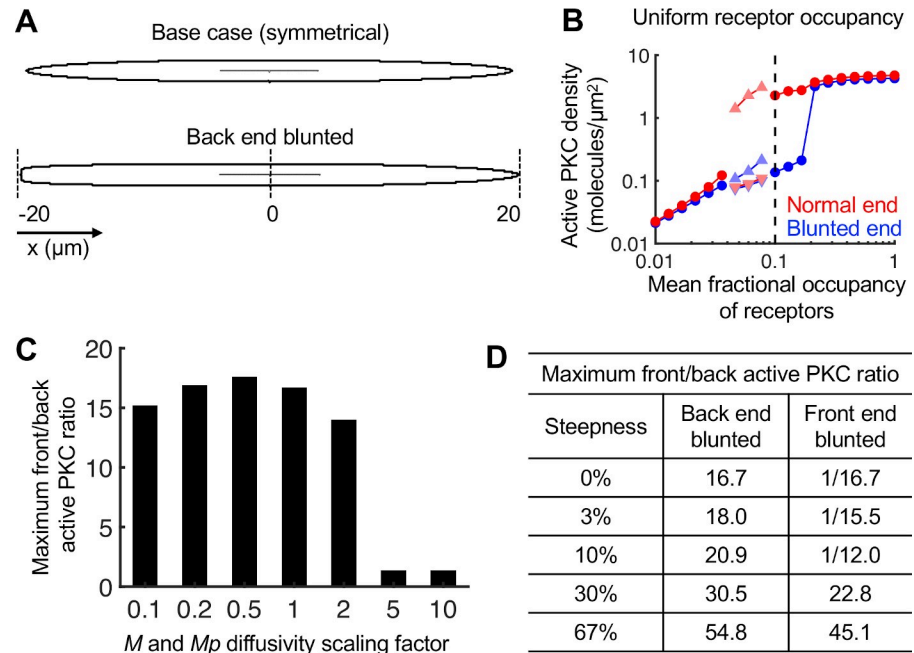 A
Base case (symmetrical)
Back end blunted
-20
0
20
x (μm)
B
Uniform receptor occupancy
Active PKC density
(molecules/μm²)
10
1
0.1
0.01
0.01
0.1
1
Normal end
Blunted end
Mean fractional occupancy
of receptors
C
Maximum front/back
active PKC ratio
20
15
10
5
0
0.1 0.2 0.5 1 2 5 10
M and Mp diffusivity scaling factor
D
Maximum front/back active PKC ratio
Steepness
Back end
blunted
Front end
blunted
0% 16.7 1/16.7
3% 18.0 1/15.5
10% 20.9 1/12.0
30% 30.5 22.8
67% 54.8 45.1